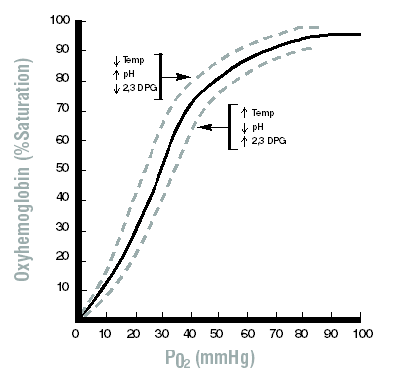 100
90
80
70
60
50
40
30
20
10
Oxyhemoglobin (%Saturation)
↓ Temp
↑ pH
↓ 2,3 DPG
↑ Temp
↓ pH
↑ 2,3 DPG
0 10 20 30 40 50 60 70 80 90 100
PO2 (mmHg)